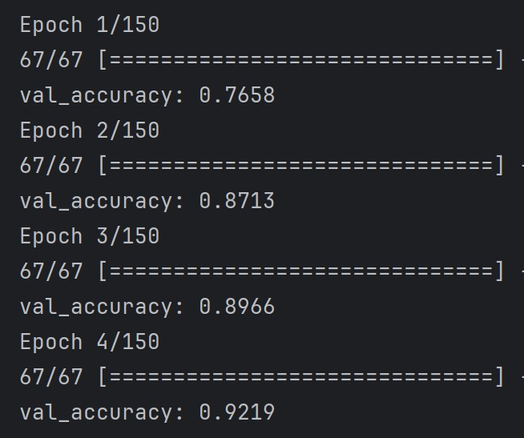 Epoch 1/150
67/67 [==============================] -
val_accuracy: 0.7658
Epoch 2/150
67/67 [==============================] -
val_accuracy: 0.8713
Epoch 3/150
67/67 [==============================] -
val_accuracy: 0.8966
Epoch 4/150
67/67 [==============================] -
val_accuracy: 0.9219